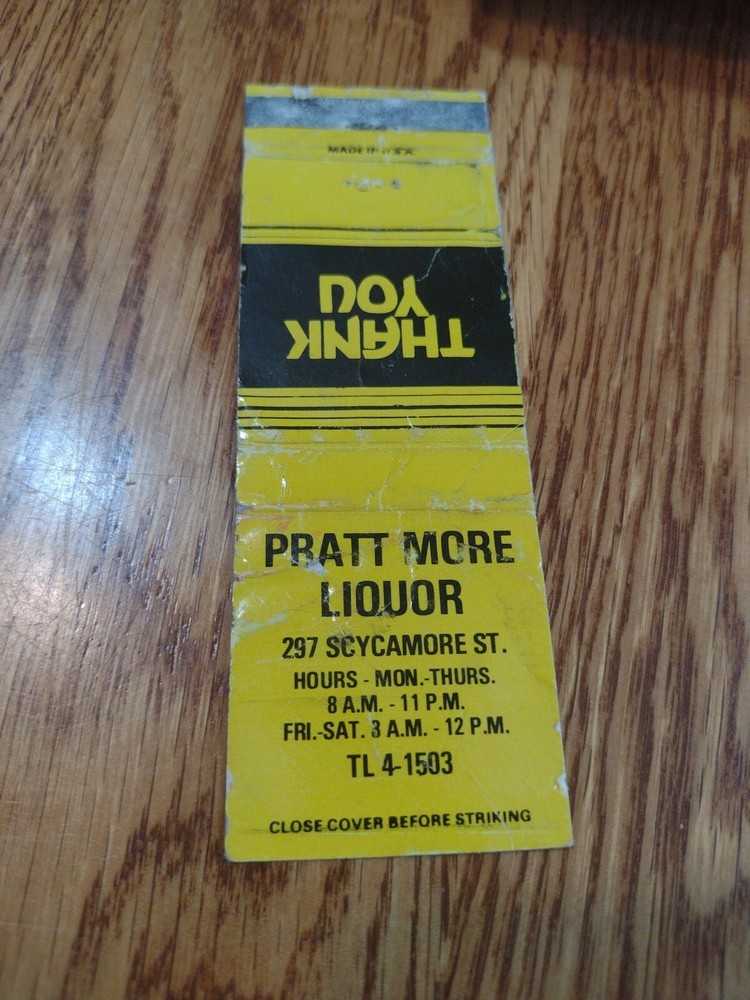 MADE IN U.S.A.
THANK
YOU
PRATT MORE
LIQUOR
297 SCYCAMORE ST.
HOURS - MON.-THURS.
8 A.M. - 11 P.M.
FRI.-SAT. 8 A.M. - 12 P.M.
TL 4-1503
CLOSE COVER BEFORE STRIKING